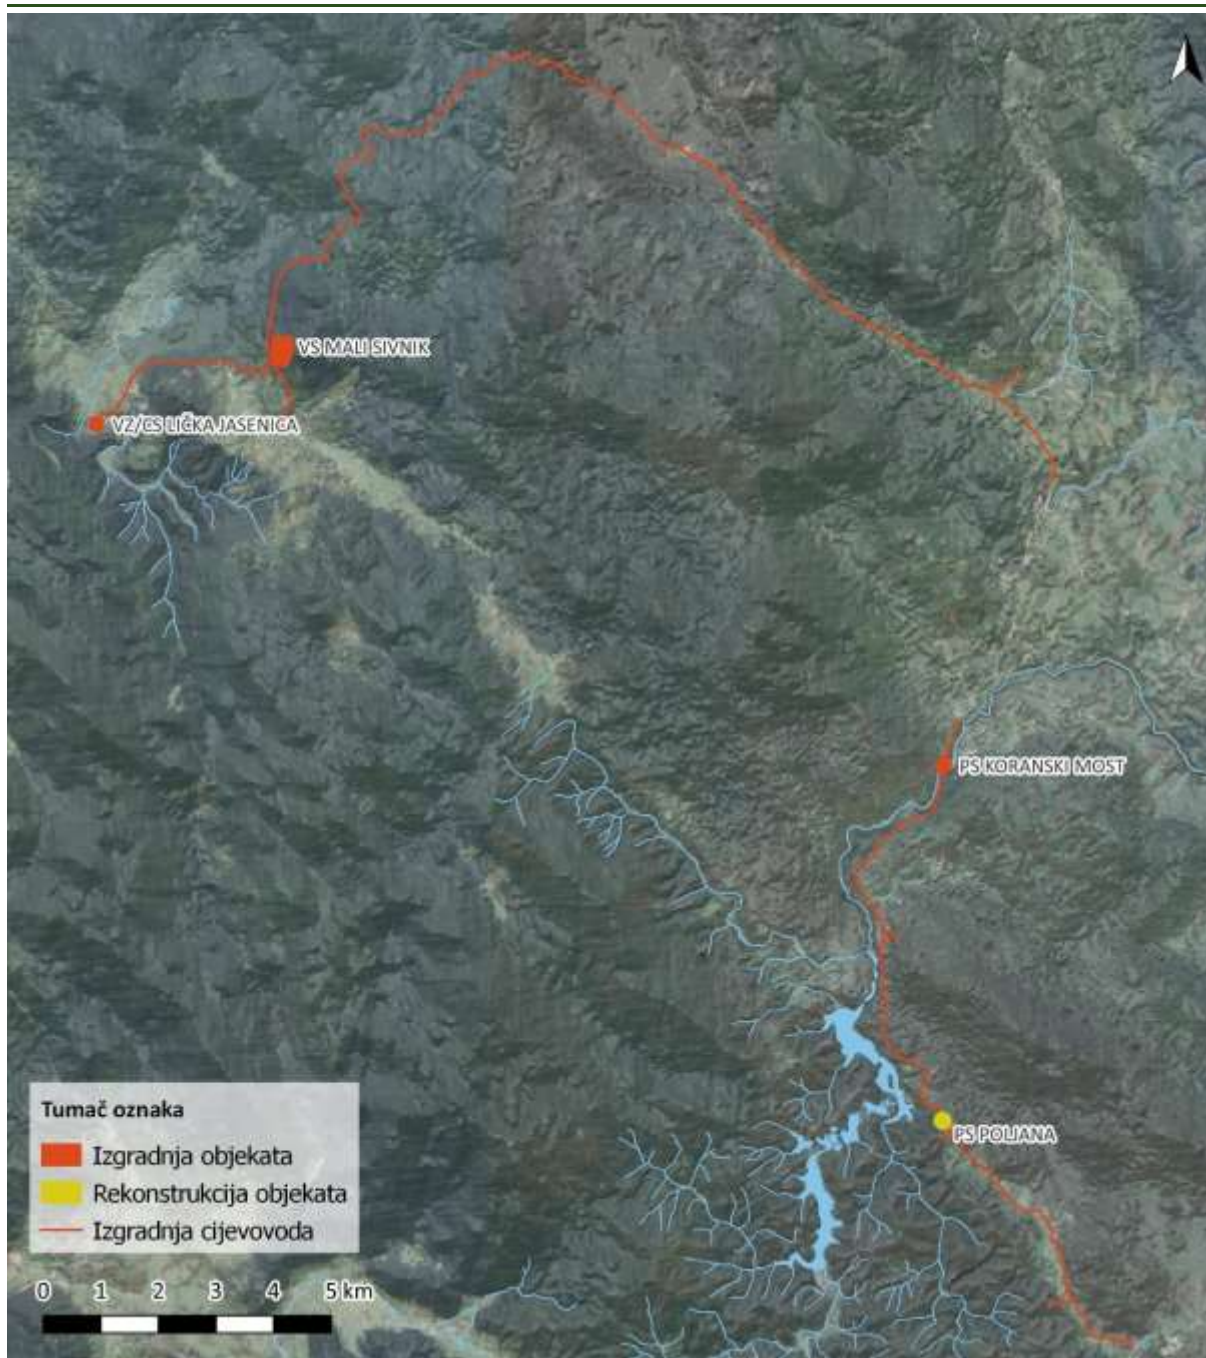 VS MALI SIVNIK
VZ/CS LIČKA JASENICA
PS KORANSKI MOST
PS POLJANA
Tumač oznaka
Izgradnja objekata
Rekonstrukcija objekata
Izgradnja cijevovoda
0 1 2 3 4 5 km